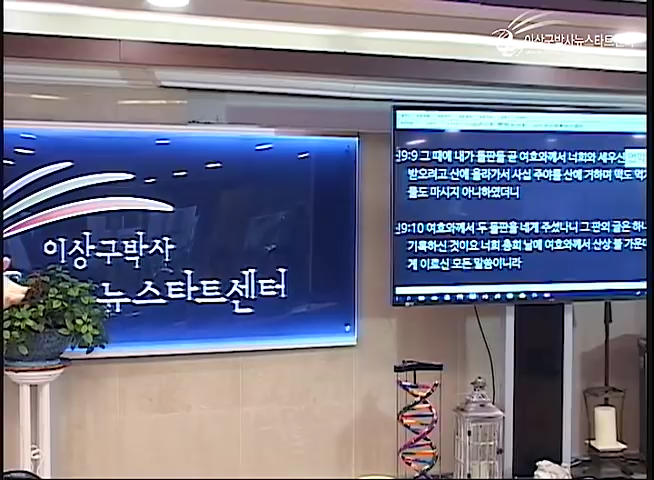 이상구박사뉴스타트센터
이상구박사
뉴스타트센터
9:9 그 때에 내가 돌판들 곧 여호와께서 너희와 세우신
받으려고 산에 올라가서 사십 주야를 산에 거하며 떡도 먹지
물도 마시지 아니하였더니
9:10 여호와께서 두 돌판을 내게 주셨나니 그 판의 글은 하나
기록하신 것이요 너희 총회 날에 여호와께서 산상 불 가운데
게 이르신 모든 말씀이니라